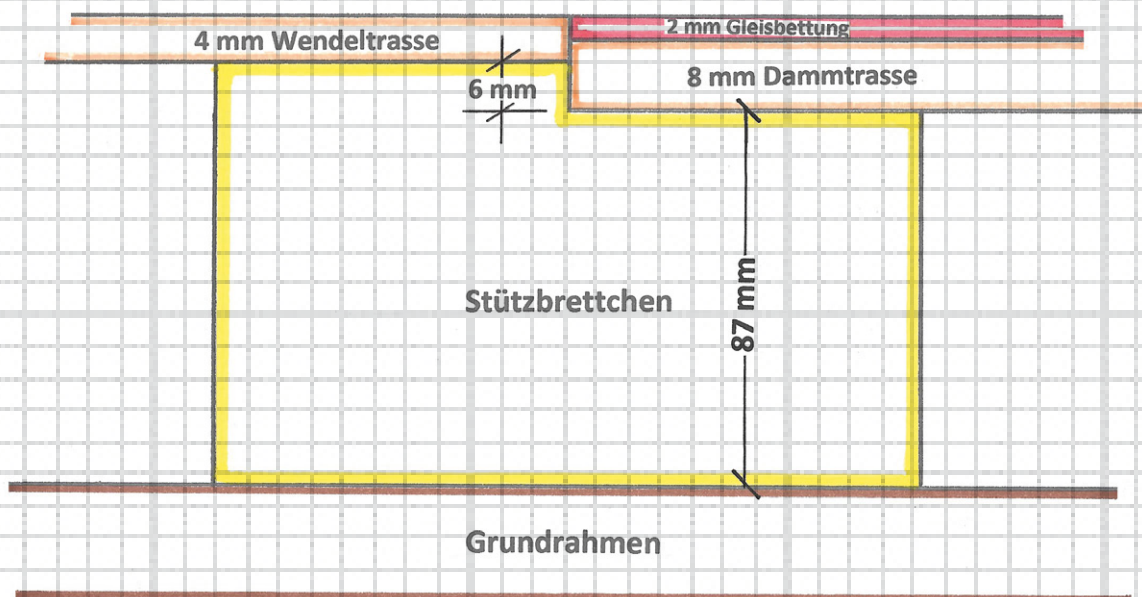 4 mm Wendeltrasse
2 mm Gleisbettung
8 mm Dammtrasse
6 mm
Stützbrettchen
87 mm
Grundrahmen